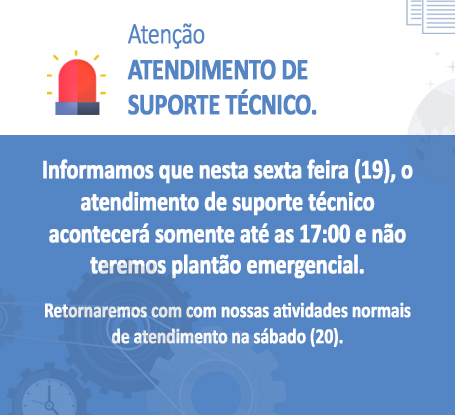 Atenção
ATENDIMENTO DE
SUPORTE TÉCNICO.
Informamos que nesta sexta feira (19), o
atendimento de suporte técnico
acontecerá somente até as 17:00 e não
teremos plantão emergencial.
Retornaremos com com nossas atividades normais
de atendimento na sábado (20).